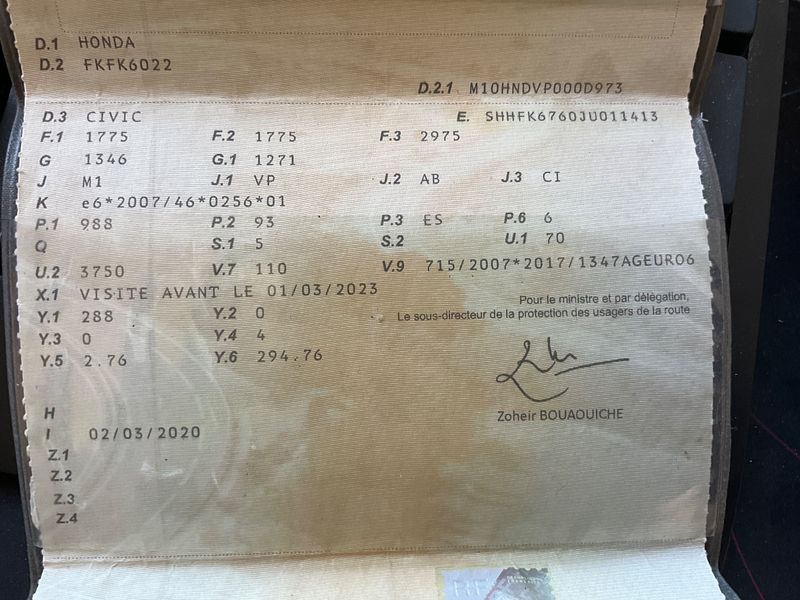 D.1 HONDA
D.2 FKFK6022
D.2.1 M10HNDVP000D973
D.3 CIVIC E. SHHFK6760JU011413
F.1 1775 F.2 1775 F.3 2975
G 1346 G.1 1271
J M1 J.1 VP J.2 AB J.3 CI
K e6*2007/46*0256*01
P.1 988 P.2 93 P.3 ES P.6 6
Q S.1 5 S.2 U.1 70
U.2 3750 V.7 110 V.9 715/2007*2017/1347AGEURO6
X.1 VISITE AVANT LE 01/03/2023
Pour le ministre et par délégation,
Y.1 288 Y.2 0 Le sous-directeur de la protection des usagers de la route
Y.3 0 Y.4 4
Y.5 2.76 Y.6 294.76
Zoheir BOUAOUICHE
H
I 02/03/2020
Z.1
Z.2
Z.3
Z.4